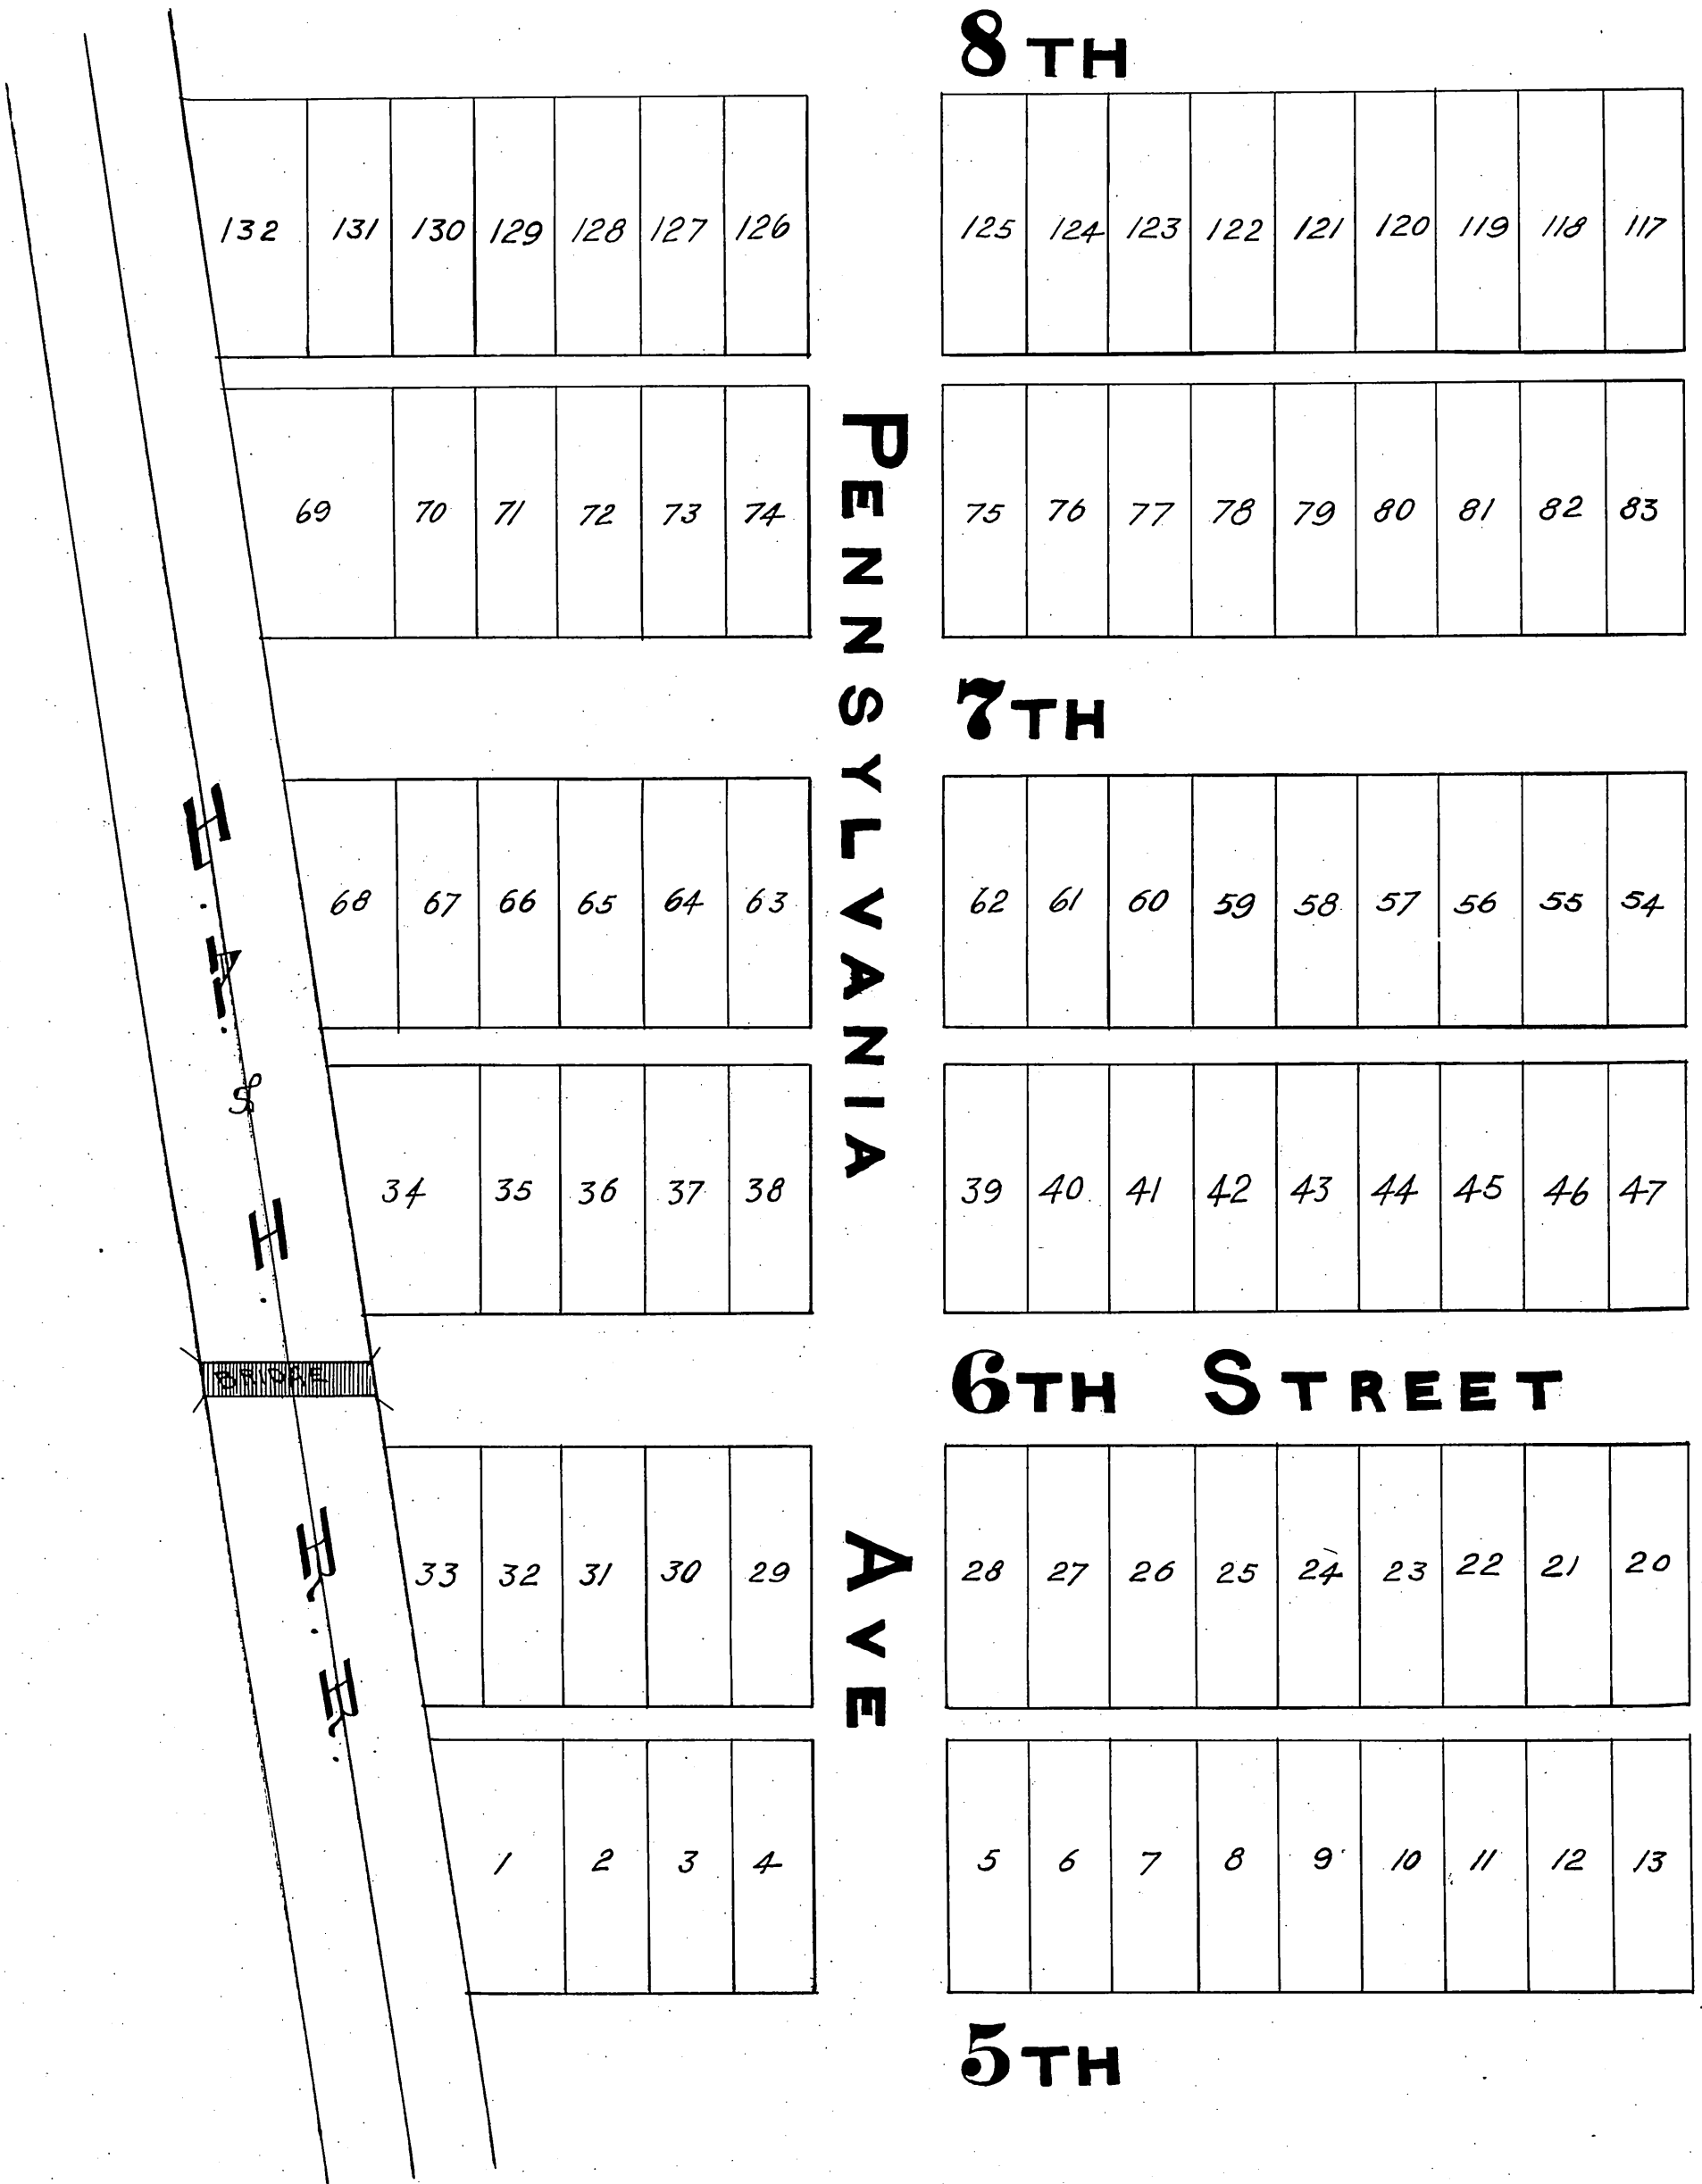 8TH
132 131 130 129 128 127 126 125 124 123 122 121 120 119 118 117
69 70 71 72 73 74 75 76 77 78 79 80 81 82 83
PENNSYLVANIA AVE
7TH
68 67 66 65 64 63 62 61 60 59 58 57 56 55 54
34 35 36 37 38 39 40 41 42 43 44 45 46 47
BRIDGE
6TH STREET
33 32 31 30 29 28 27 26 25 24 23 22 21 20
1 2 3 4 5 6 7 8 9 10 11 12 13
5TH
H. & H. R. R.